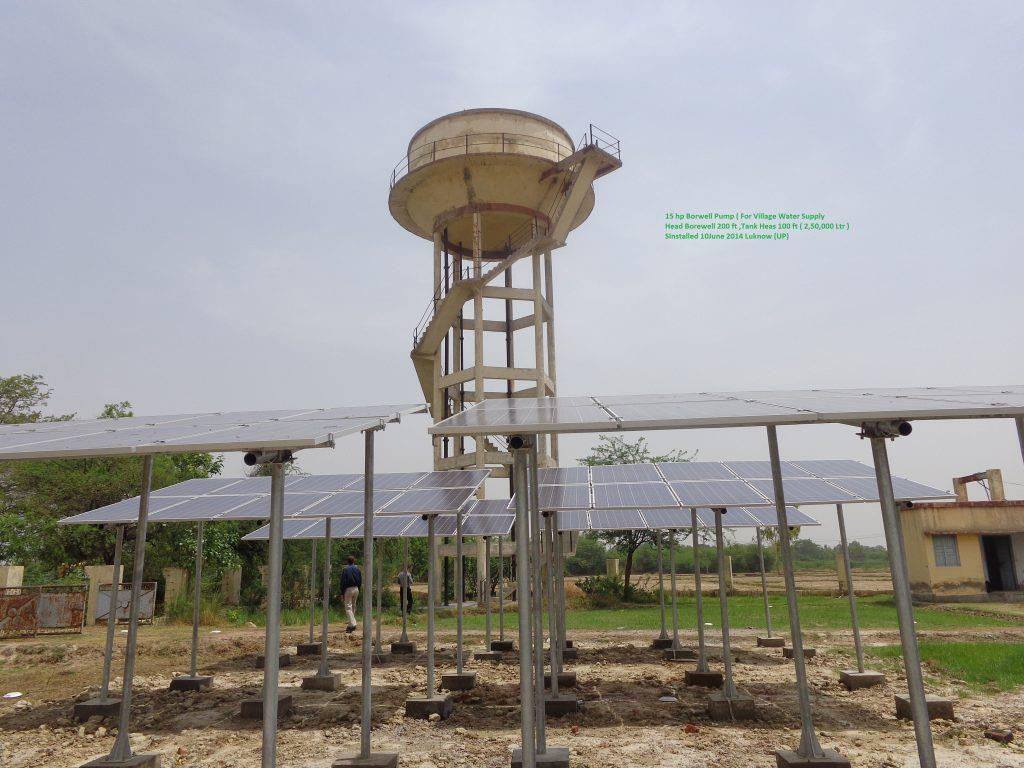 15 hp Borwell Pump ( For Village Water Supply
Head Borewell 200 ft ,Tank Heas 100 ft ( 2,50,000 Ltr )
SInstalled 10June 2014 Luknow (UP)